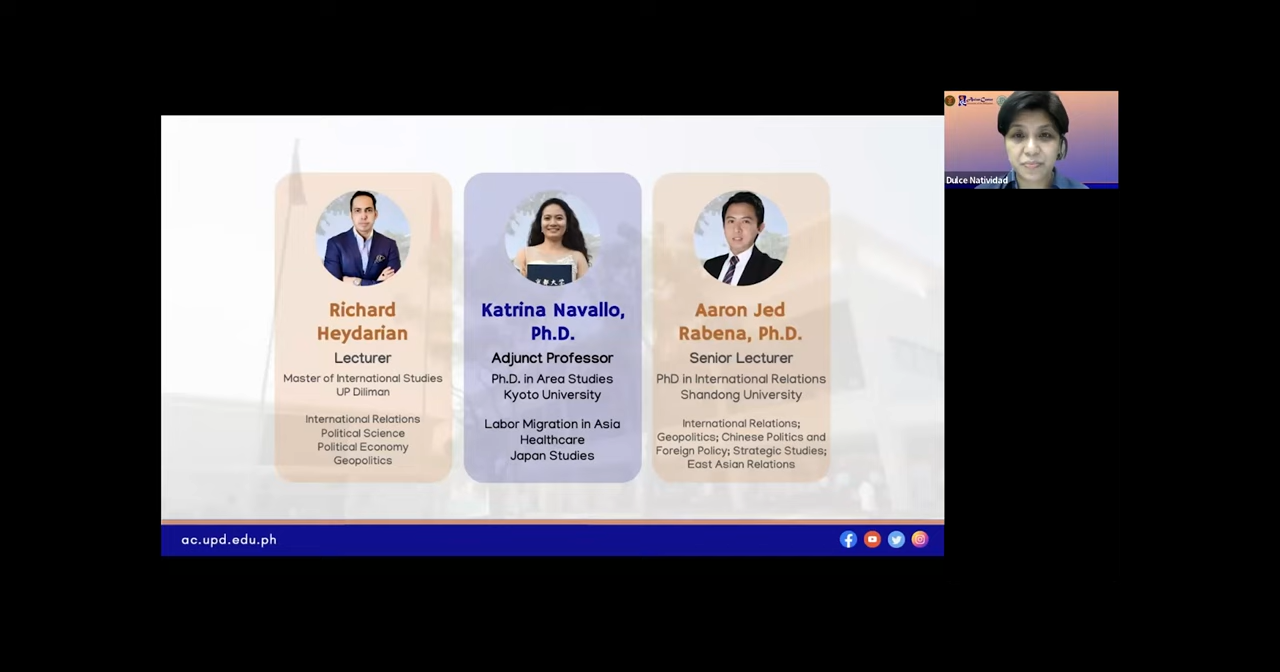 Richard
Heydarian
Lecturer
Master of International Studies
UP Diliman
International Relations
Political Science
Political Economy
Geopolitics
Katrina Navallo,
Ph.D.
Adjunct Professor
Ph.D. in Area Studies
Kyoto University
Labor Migration in Asia
Healthcare
Japan Studies
Aaron Jed
Rabena, Ph.D.
Senior Lecturer
PhD in International Relations
Shandong University
International Relations;
Geopolitics; Chinese Politics and
Foreign Policy; Strategic Studies;
East Asian Relations
ac.upd.edu.ph
Dulce Natividad